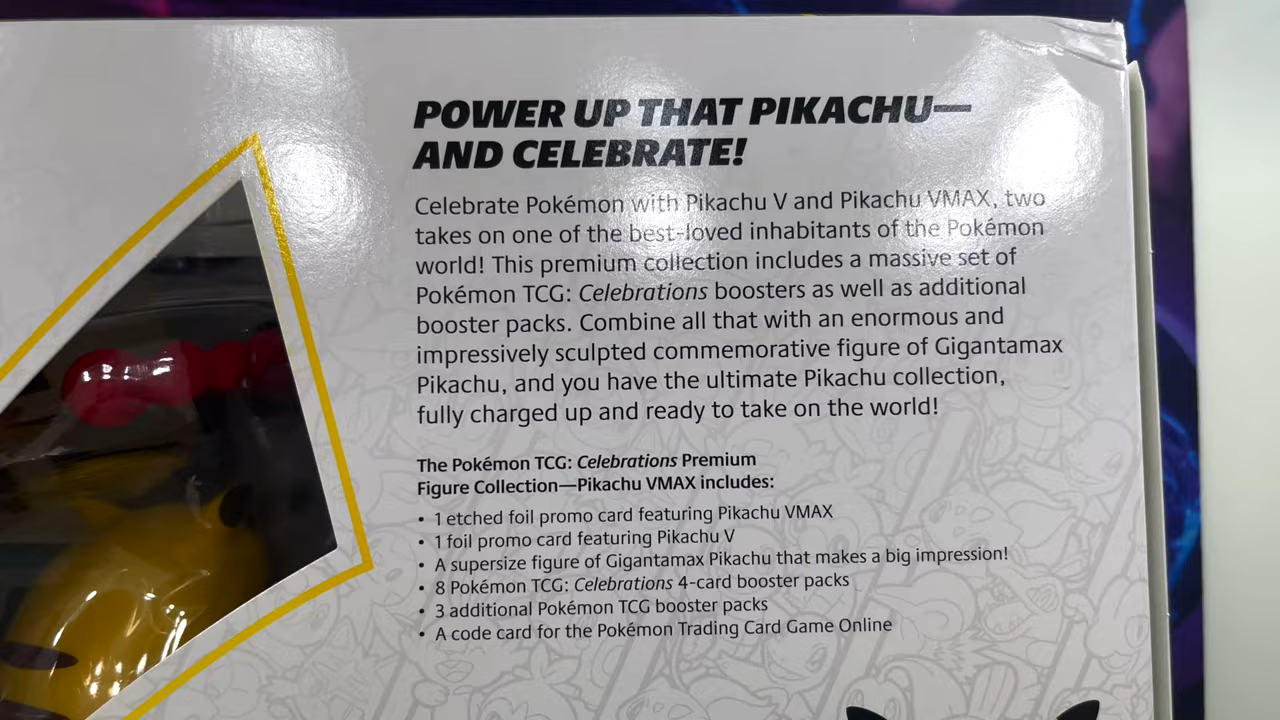 POWER UP THAT PIKACHU—
AND CELEBRATE!
Celebrate Pokémon with Pikachu V and Pikachu VMAX, two
takes on one of the best-loved inhabitants of the Pokémon
world! This premium collection includes a massive set of
Pokémon TCG: Celebrations boosters as well as additional
booster packs. Combine all that with an enormous and
impressively sculpted commemorative figure of Gigantamax
Pikachu, and you have the ultimate Pikachu collection,
fully charged up and ready to take on the world!
The Pokémon TCG: Celebrations Premium
Figure Collection—Pikachu VMAX includes:
• 1 etched foil promo card featuring Pikachu VMAX
• 1 foil promo card featuring Pikachu V
• A supersize figure of Gigantamax Pikachu that makes a big impression!
• 8 Pokémon TCG: Celebrations 4-card booster packs
• 3 additional Pokémon TCG booster packs
• A code card for the Pokémon Trading Card Game Online